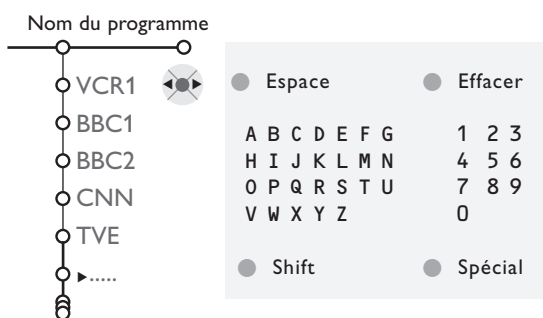 Nom du programme
VCR1
BBC1
BBC2
CNN
TVE
.....
Espace
Effacer
A B C D E F G
H I J K L M N
O P Q R S T U
V W X Y Z
1 2 3
4 5 6
7 8 9
0
Shift
Spécial